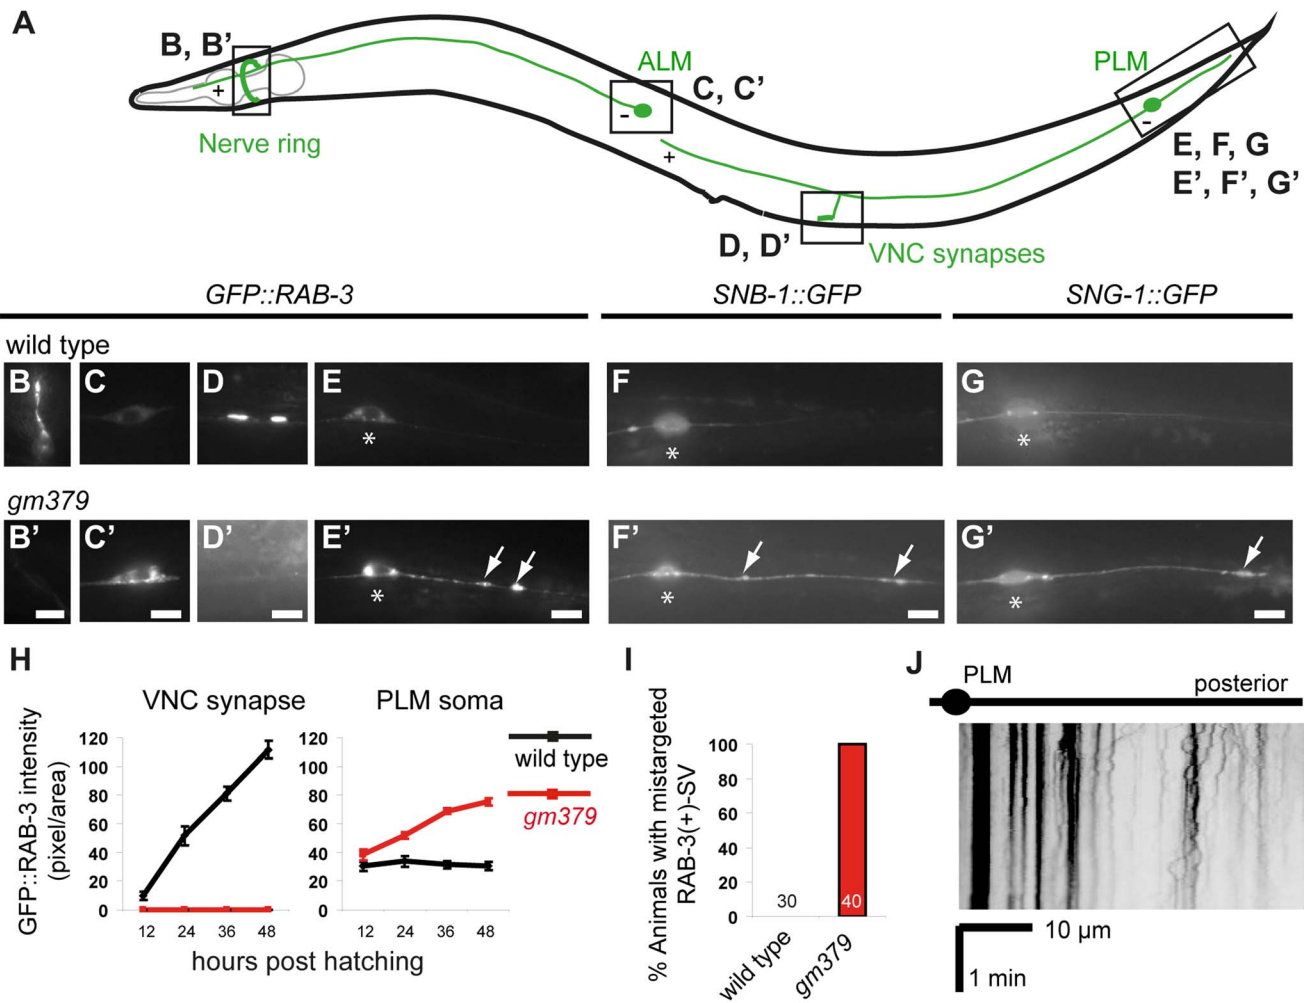 A
B, B’
ALM
PLM
C, C’
+
-
-
Nerve ring
+
E, F, G
E’, F’, G’
D, D’
VNC synapses
GFP::RAB-3
SNB-1::GFP
SNG-1::GFP
wild type
B C D E F G
* * *
gm379
B’ C’ D’ E’ F’ G’
* * *
H
VNC synapse
PLM soma
GFP::RAB-3 intensity
(pixel/area)
120
100
80
60
40
20
0
12 24 36 48
120
100
80
60
40
20
0
12 24 36 48
hours post hatching
wild type
gm379
I
% Animals with mistargeted
RAB-3(+)-SV
100
80
60
40
20
0
30
40
wild type
gm379
J
PLM
posterior
10 μm
1 min